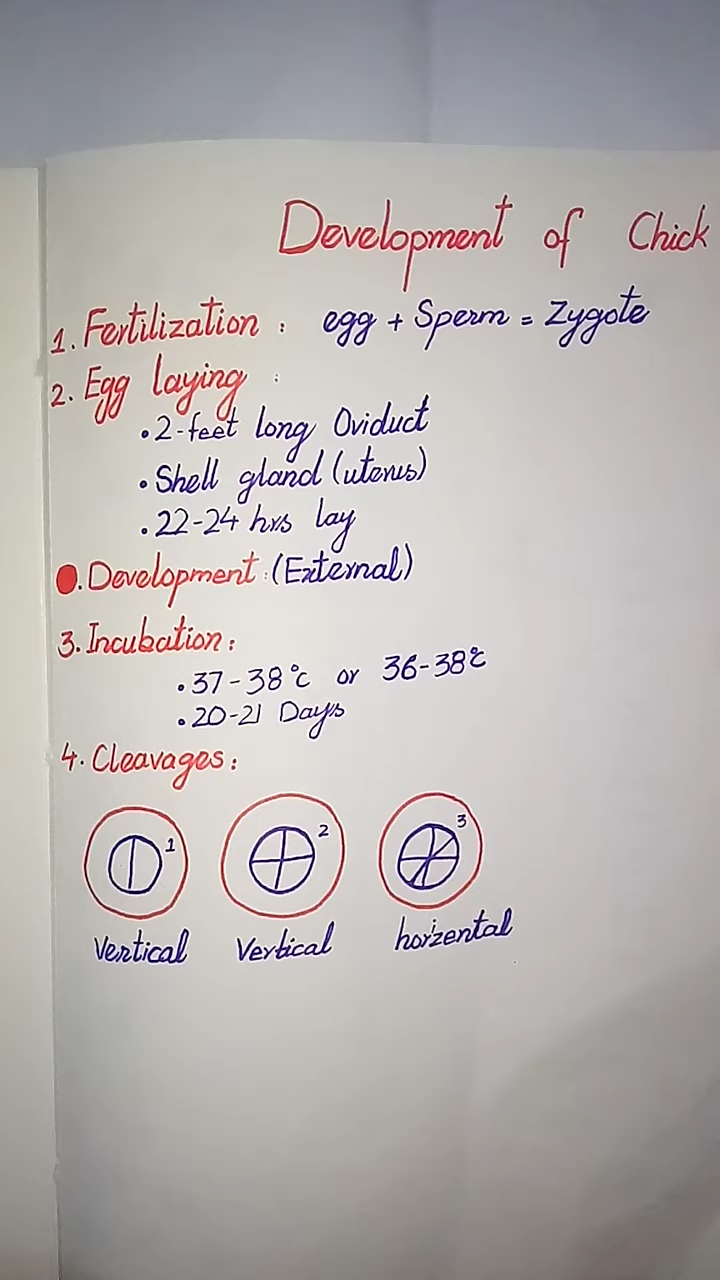 Development of Chick
1. Fertilization : egg + Sperm = Zygote
2. Egg laying :
• 2-feet long Oviduct
• Shell gland (uterus)
• 22-24 hrs lay
. Development : (External)
3. Incubation :
• 37-38°c or 36-38°c
• 20-21 Days
4. Cleavages :
1 2 3
Vertical Vertical horizental